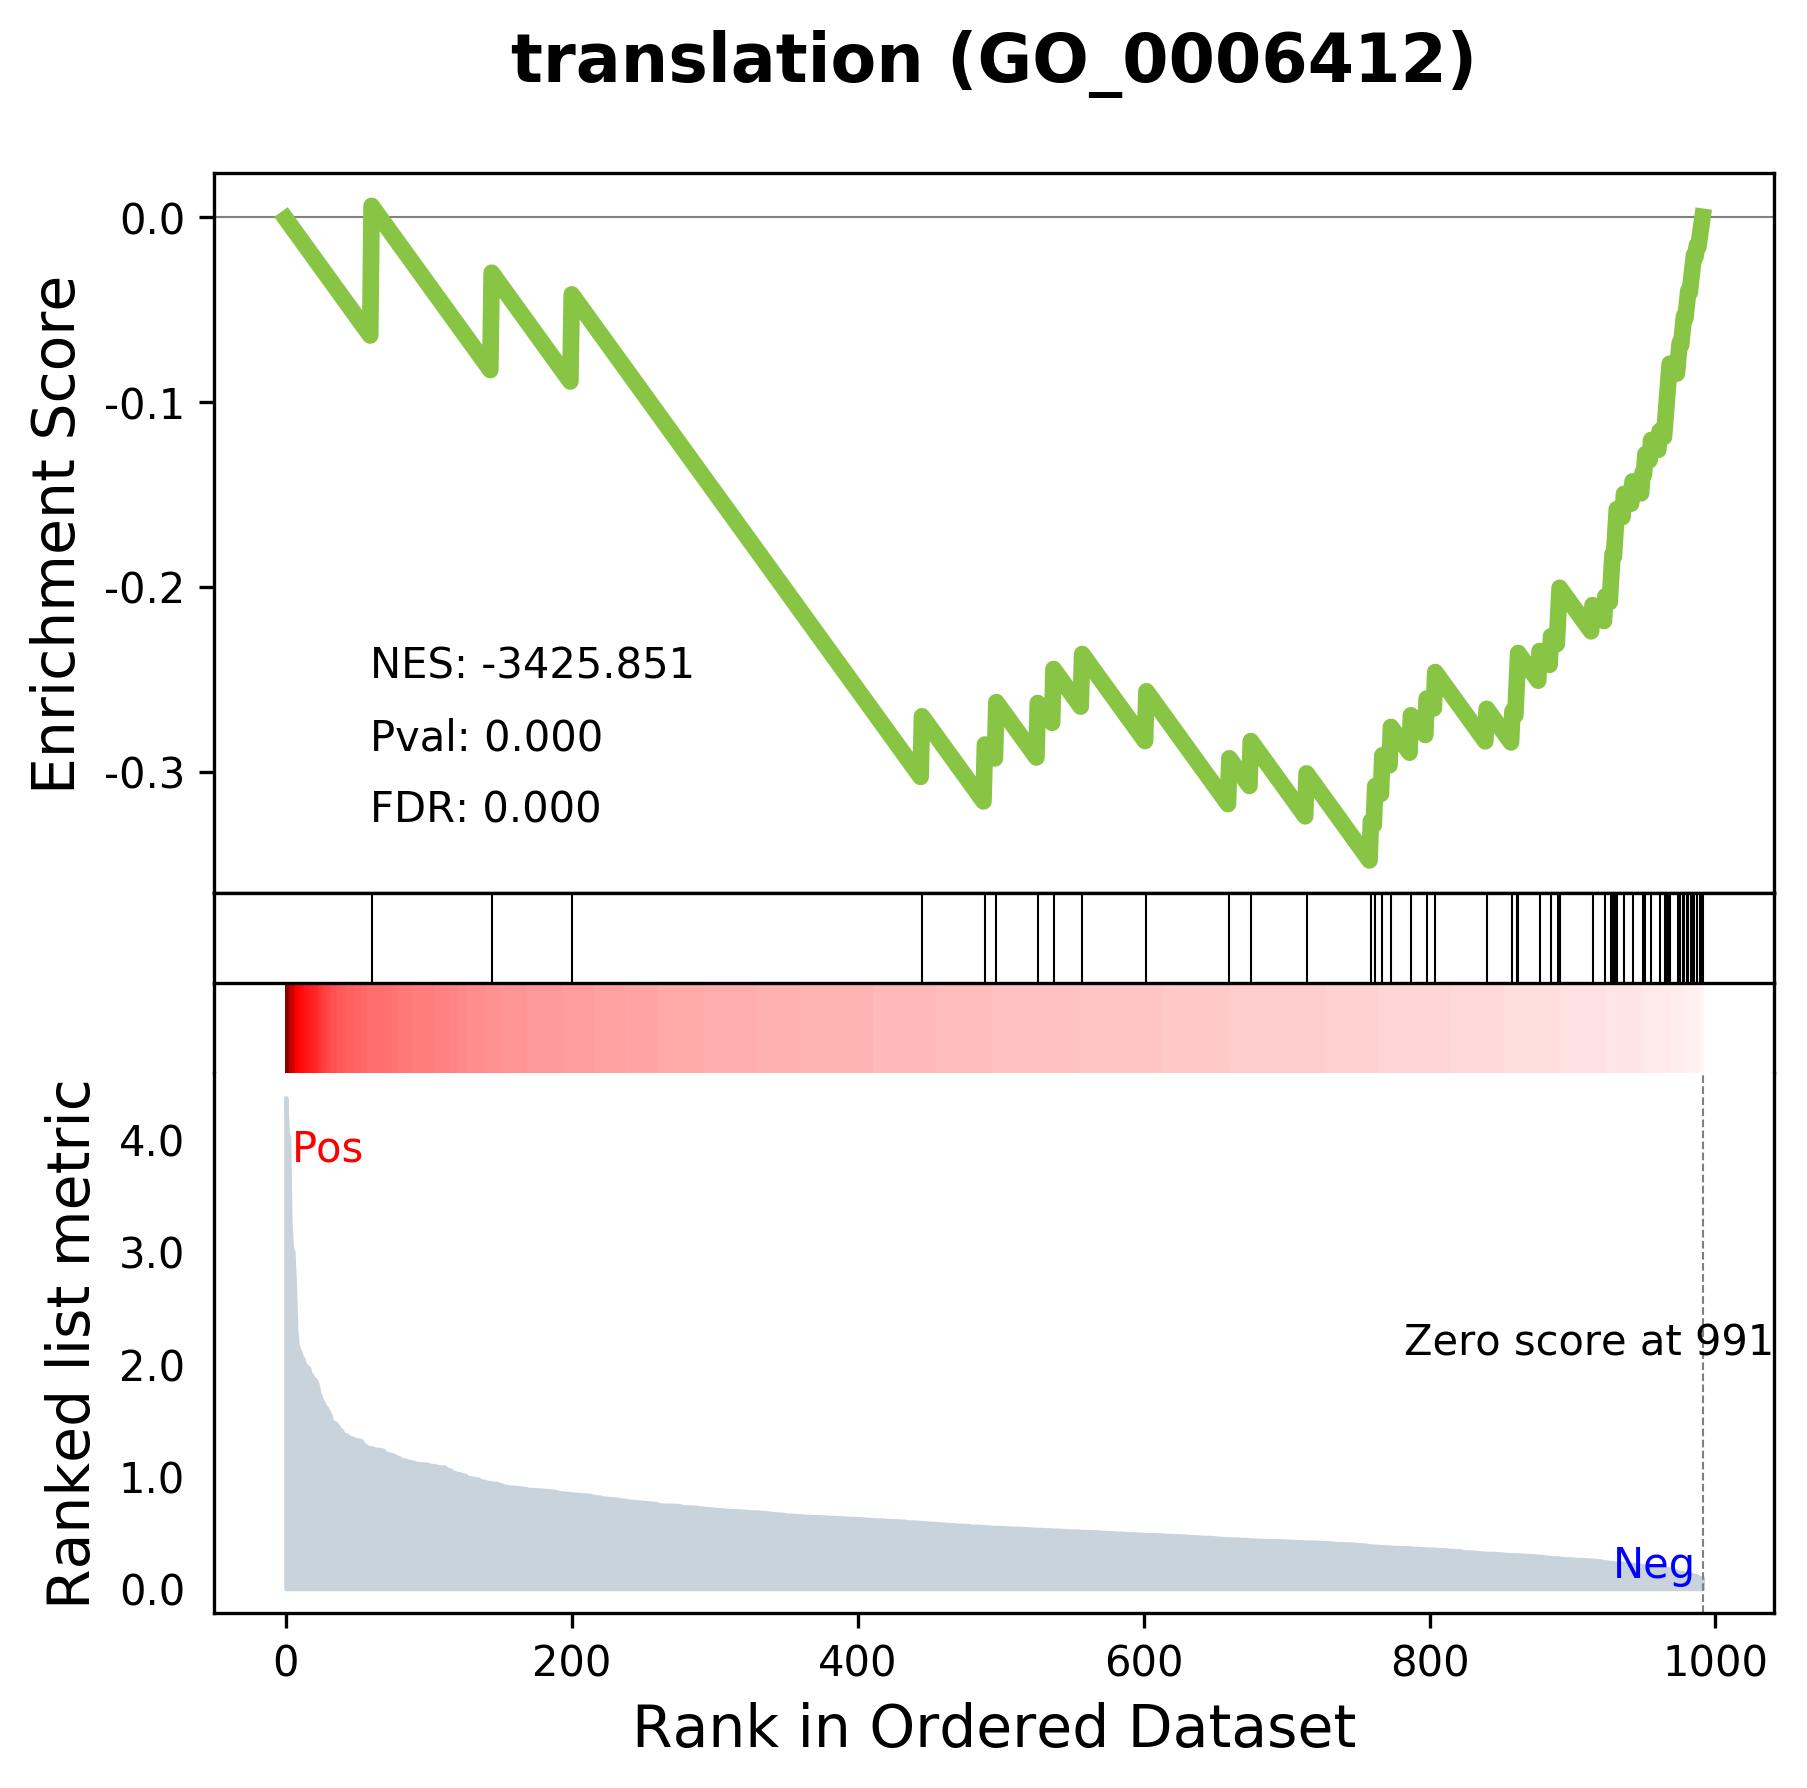 translation (GO_0006412)
Enrichment Score
0.0
-0.1
-0.2
-0.3
NES: -3425.851
Pval: 0.000
FDR: 0.000
Ranked list metric
4.0
3.0
2.0
1.0
0.0
Pos
Zero score at 991
Neg
0 200 400 600 800 1000
Rank in Ordered Dataset